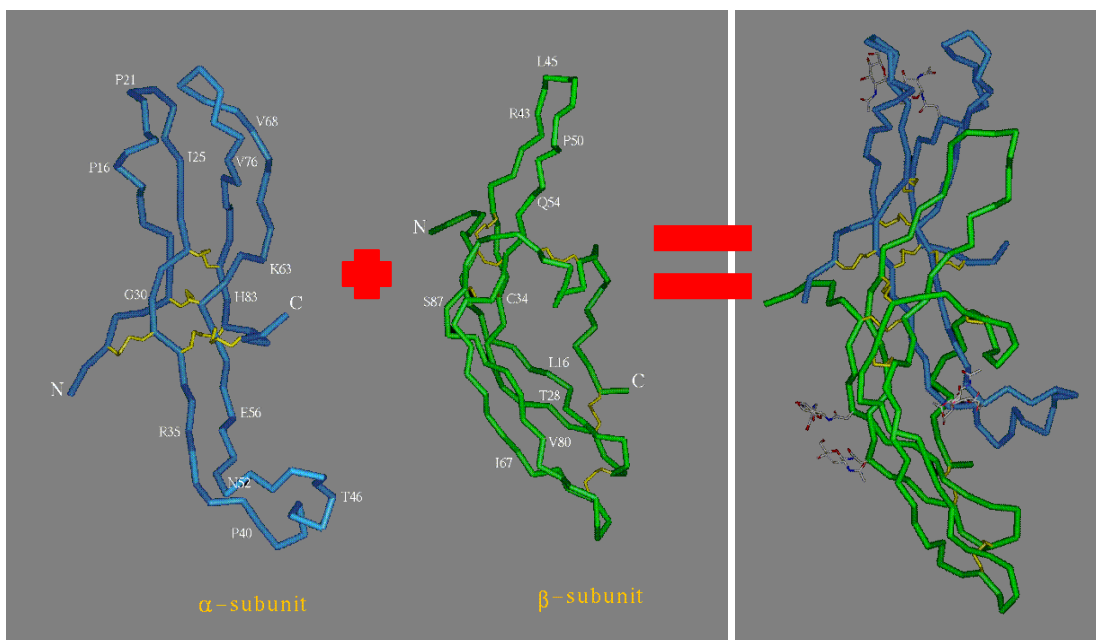 P21
V68
P16
I25
V76
K63
G30
H83
C
N
E56
R35
N52
T46
P40
α-subunit
L45
R43
P50
Q54
N
S87
C34
L16
T28
C
V80
I67
β-subunit